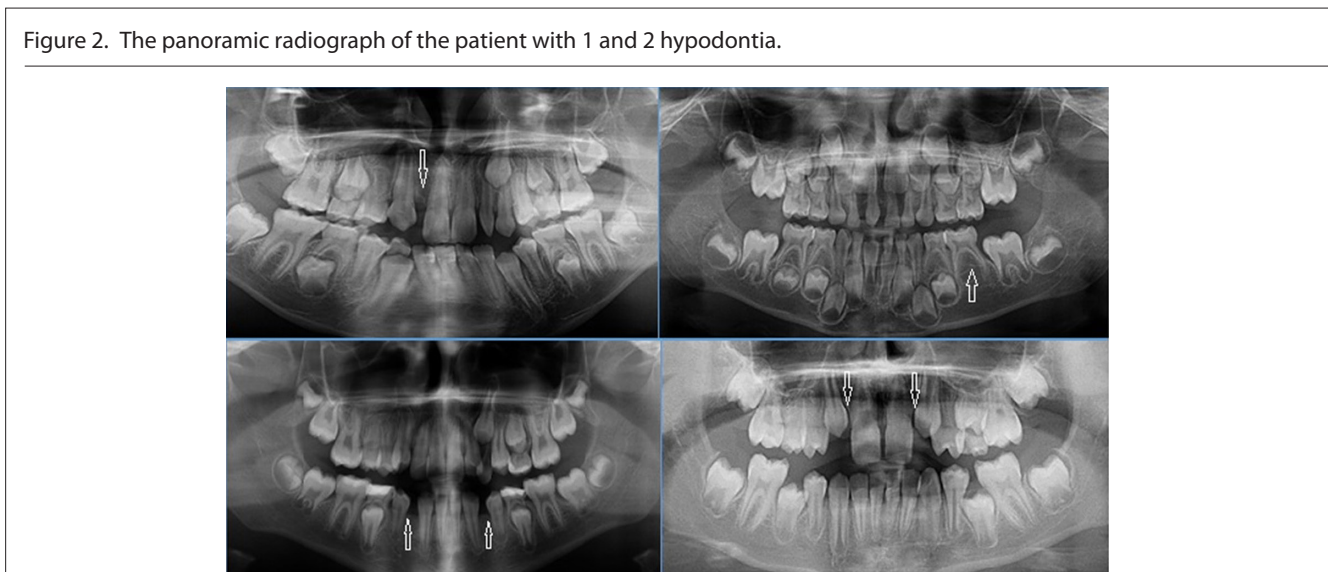 Figure 2. The panoramic radiograph of the patient with 1 and 2 hypodontia.